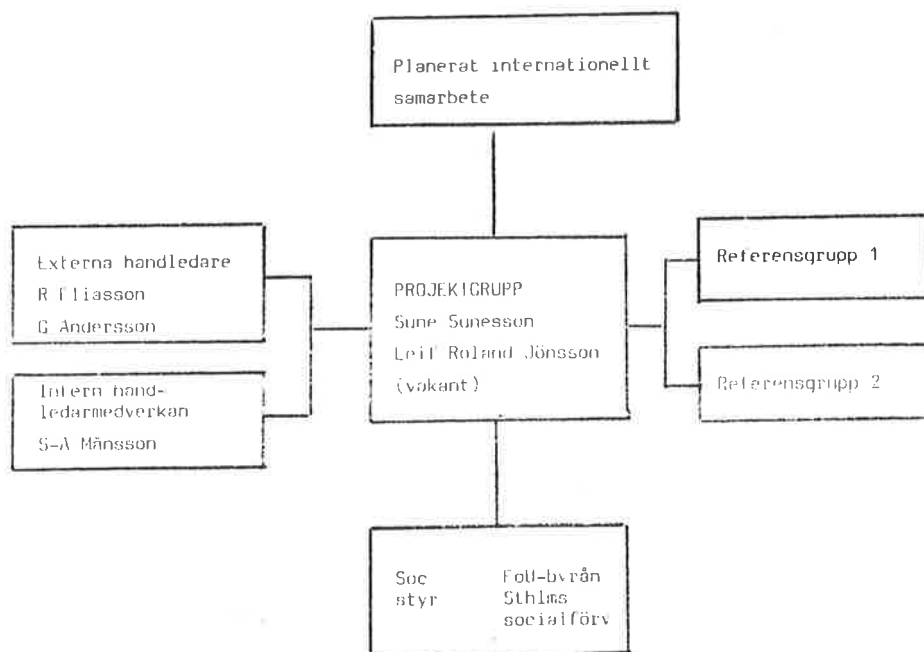 Planerat internationellt
samarbete
Externa handledare
R Eliasson
G Andersson
Intern hand-
ledarmedverkan
S-A Månsson
PROJEKTGRUPP
Sune Sunesson
Leif Roland Jönsson
(vakant)
Referensgrupp 1
Referensgrupp 2
Soc
styr
FoU-byrån
Sthlms
socialförv